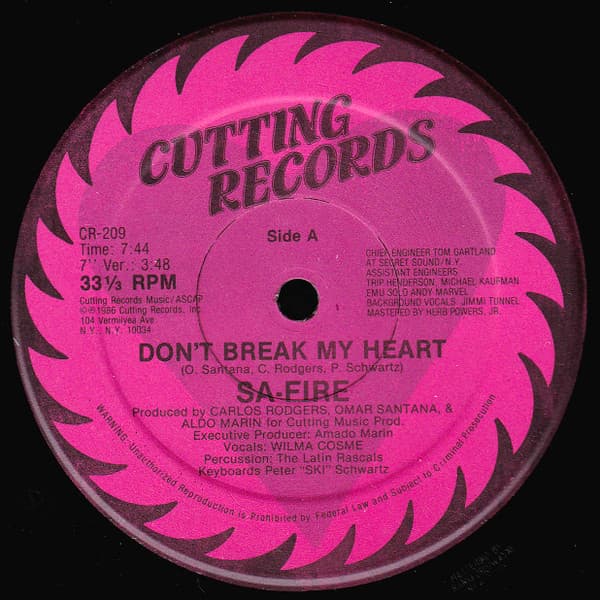 CUTTING
RECORDS
CR-209
Time: 7:44
7" Ver.: 3:48
33⅓ RPM
Cutting Records Music/ASCAP
©℗1986 Cutting Records, Inc.
104 Vermilyea Ave.
N.Y., N.Y. 10034
Side A
CHIEF ENGINEER TOM GARTLAND
AT SECRET SOUND/N.Y.
ASSISTANT ENGINEERS
TRIP HENDERSON, MICHAEL KAUFMAN
EMU SOLO ANDY MARVEL
BACKGROUND VOCALS: JIMMI TUNNEL
MASTERED BY HERB POWERS, JR.
DON'T BREAK MY HEART
(O. Santana, C. Rodgers, P. Schwartz)
SA-FIRE
Produced by CARLOS RODGERS, OMAR SANTANA, &
ALDO MARIN for Cutting Music Prod.
Executive Producer: Amado Marin
Vocals: WILMA COSME
Percussion: The Latin Rascals
Keyboards Peter "SKI" Schwartz
WARNING: Unauthorized Reproduction is Prohibited by Federal Law and Subject to Criminal Prosecution